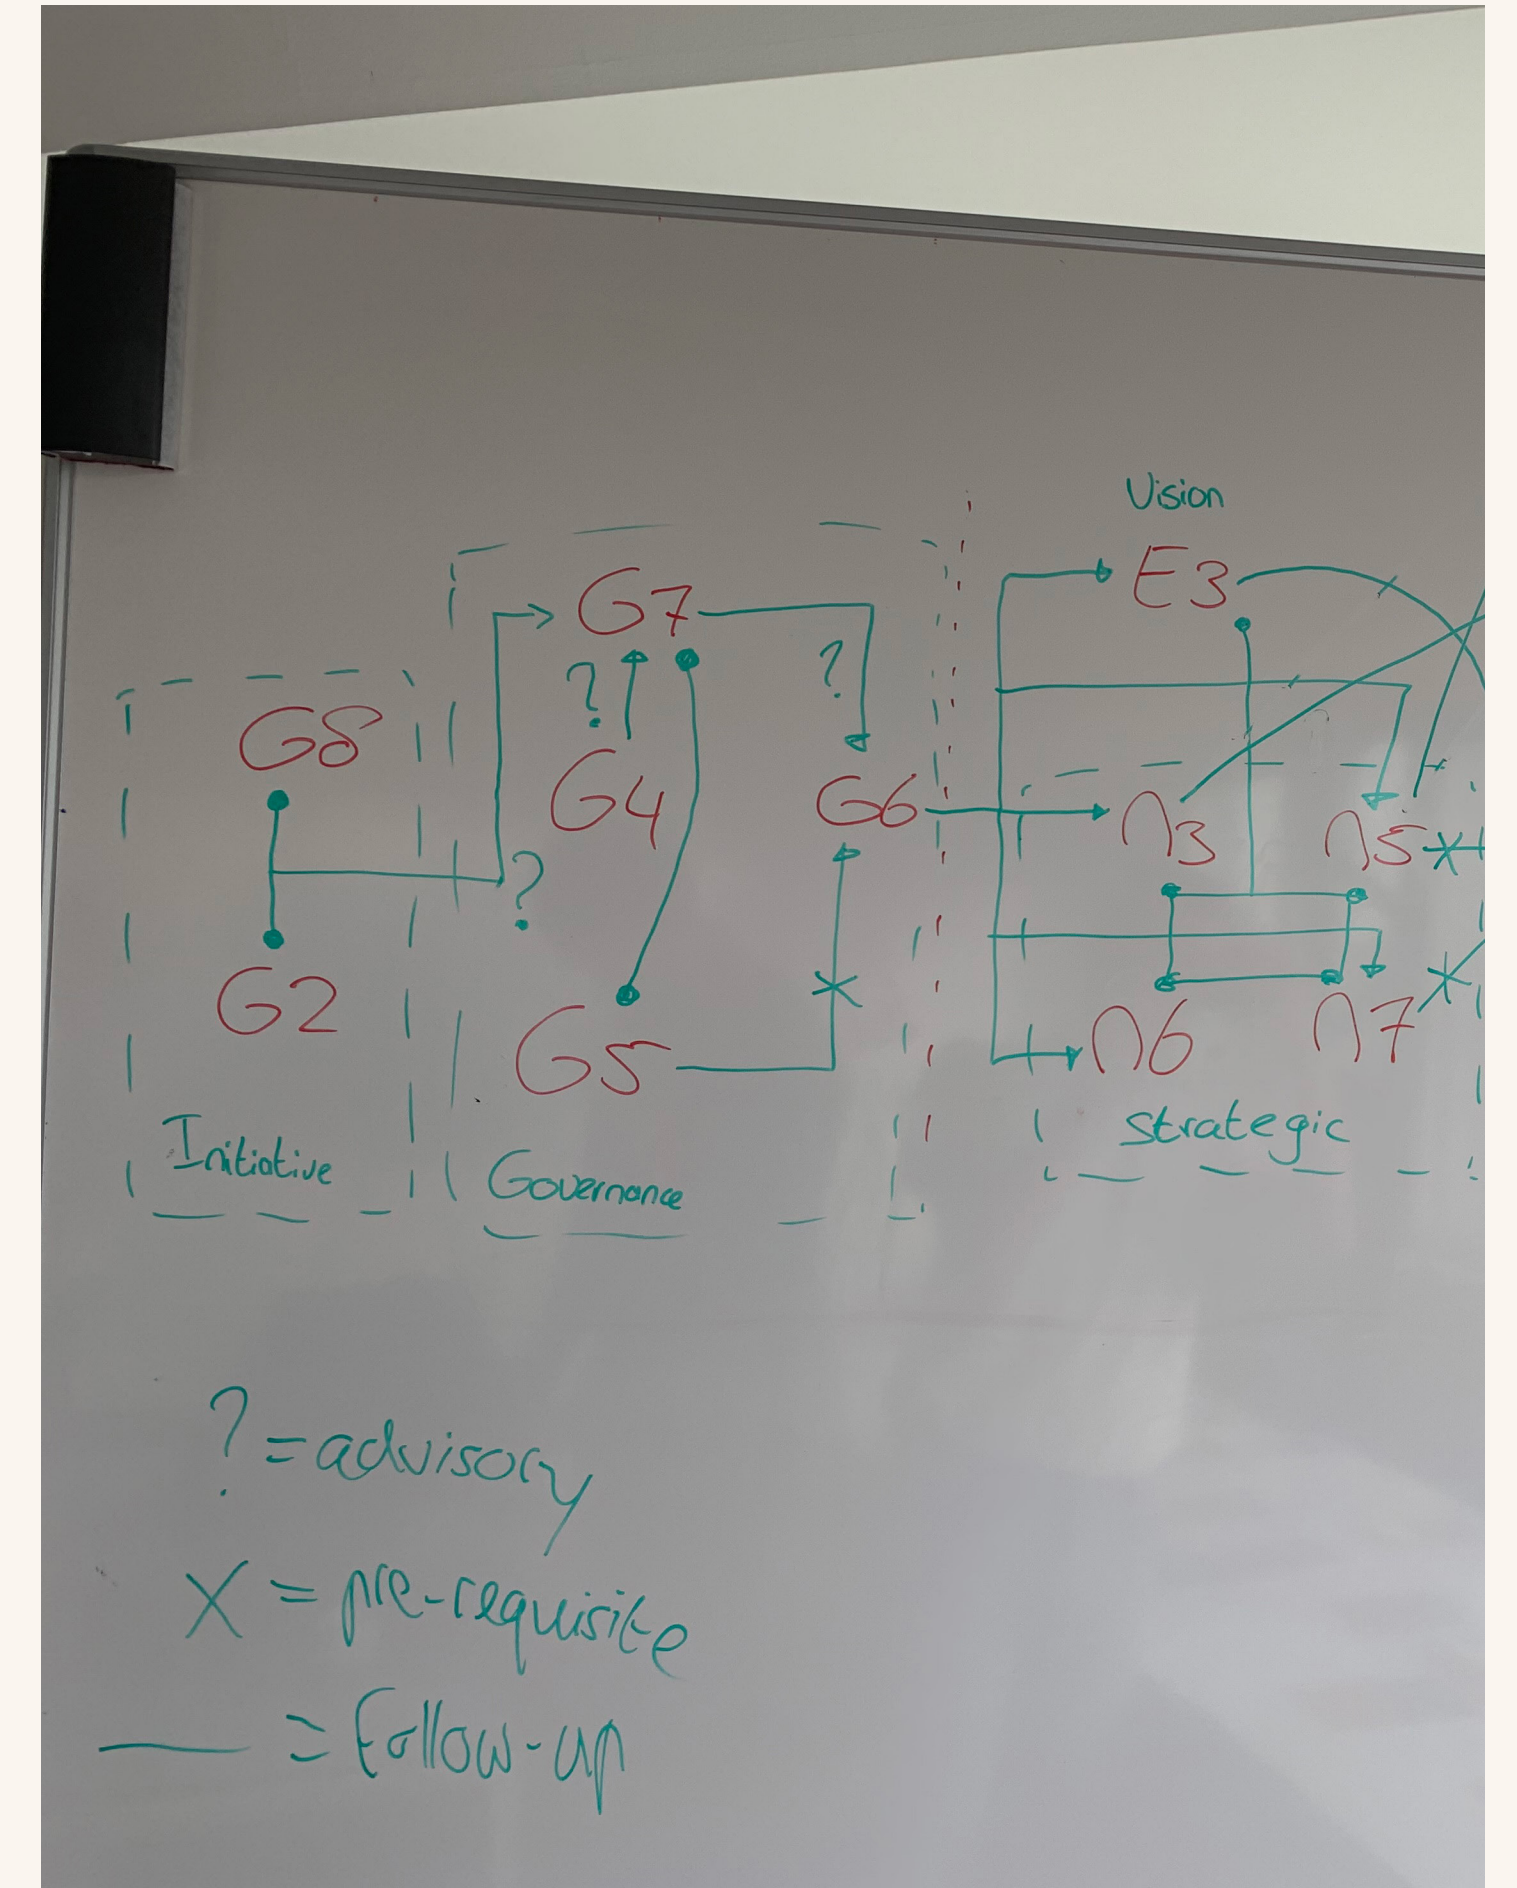 Vision
G7
?
?
E3
G8
G4
G6
?
∩3
∩5
X
G2
X
X
G5
∩6
∩7
Initiative
Governance
Strategic
? = advisory
X = pre-requisite
— = Follow-up